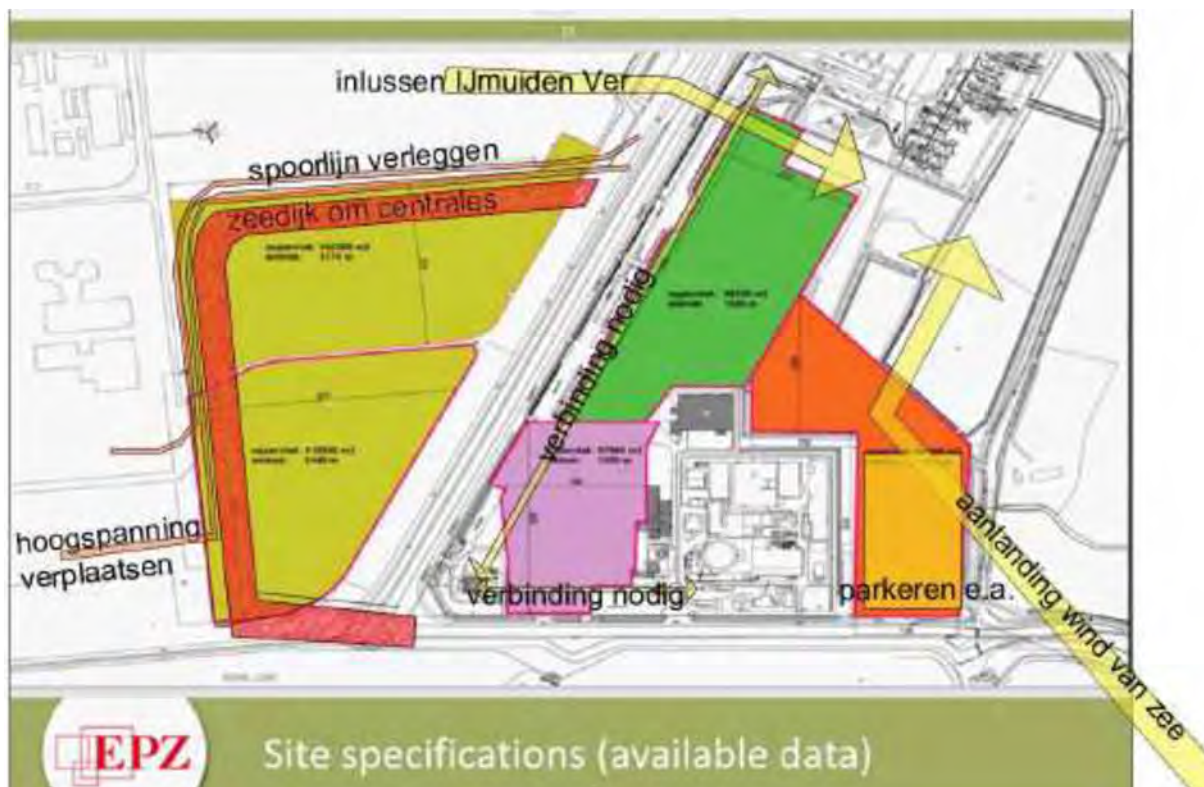 inlussen IJmuiden Ver
spoorlijn verleggen
zeedijk om centrales
verbinding nodig
hoogspanning
verplaatsen
verbinding nodig
parkeren e.a.
aanlanding wind van zee
EPZ
Site specifications (available data)